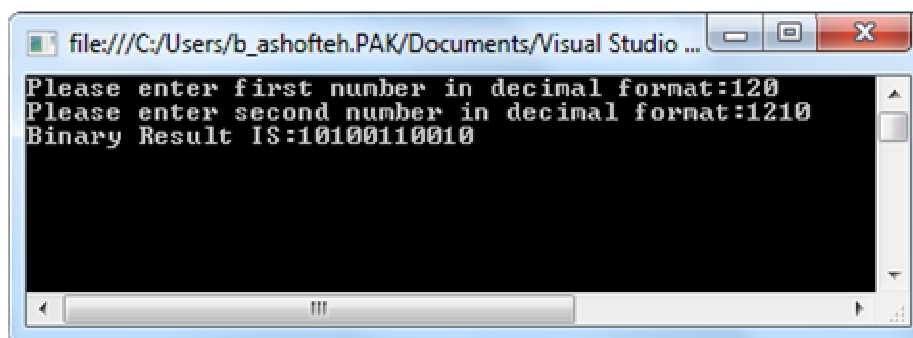 file:///C:/Users/b_ashofteh.PAK/Documents/Visual Studio ...
Please enter first number in decimal format:120
Please enter second number in decimal format:1210
Binary Result IS:10100110010